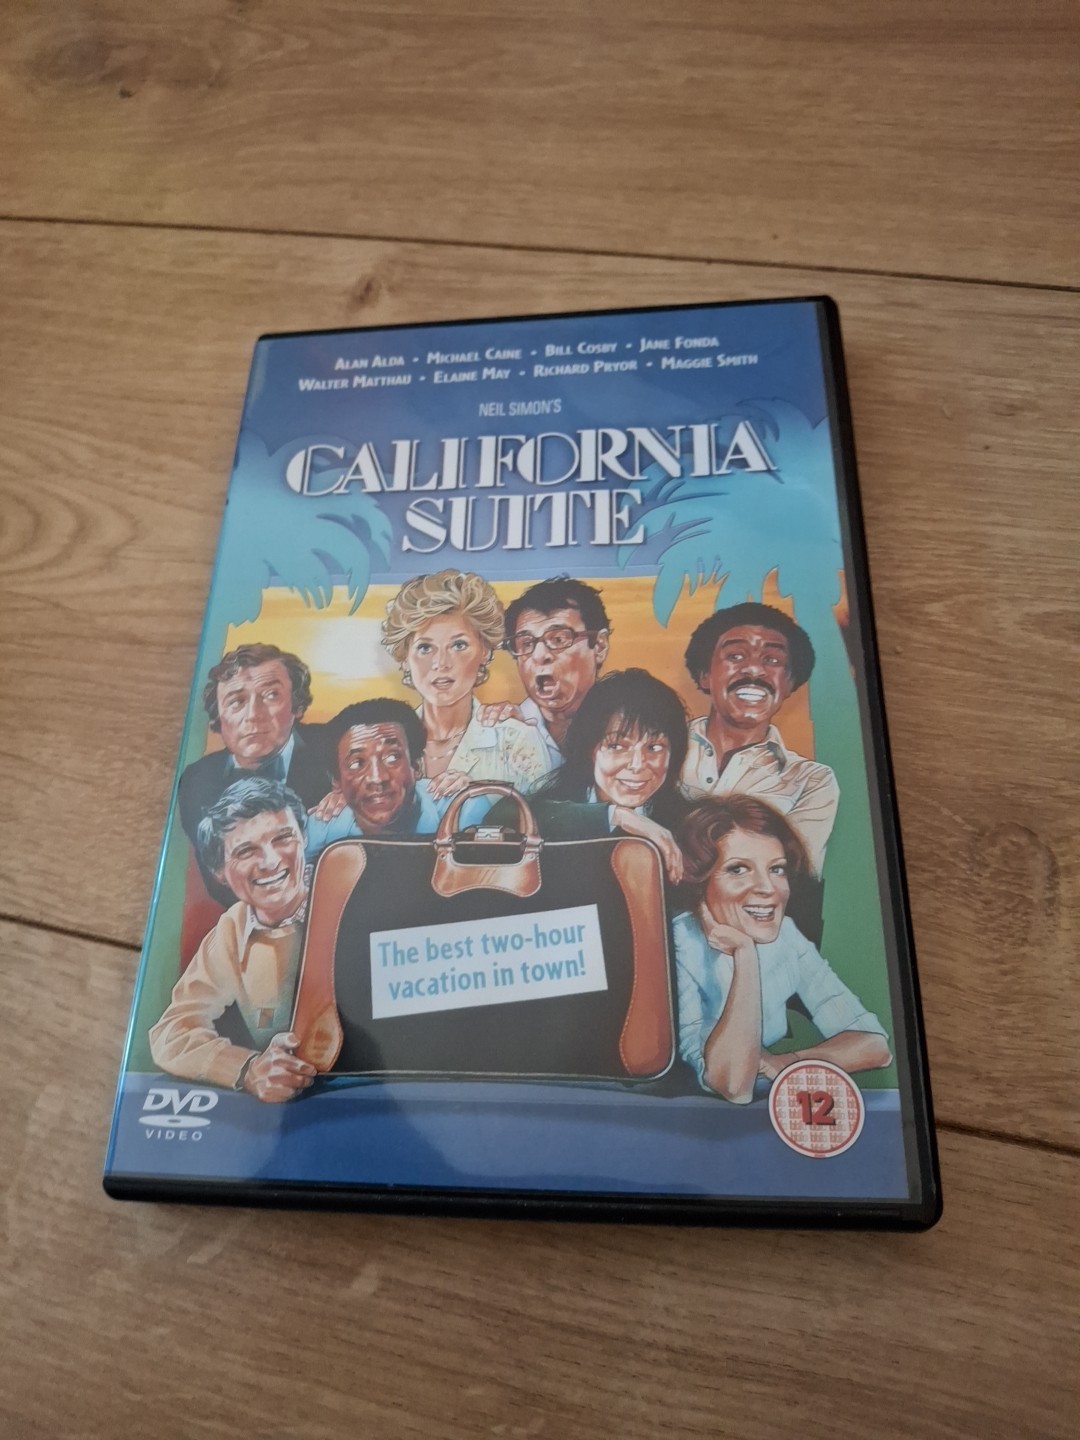 ALAN ALDA • MICHAEL CAINE • BILL COSBY • JANE FONDA
WALTER MATTHAU • ELAINE MAY • RICHARD PRYOR • MAGGIE SMITH
NEIL SIMON'S
CALIFORNIA
SUITE
The best two-hour
vacation in town!
DVD
VIDEO
12